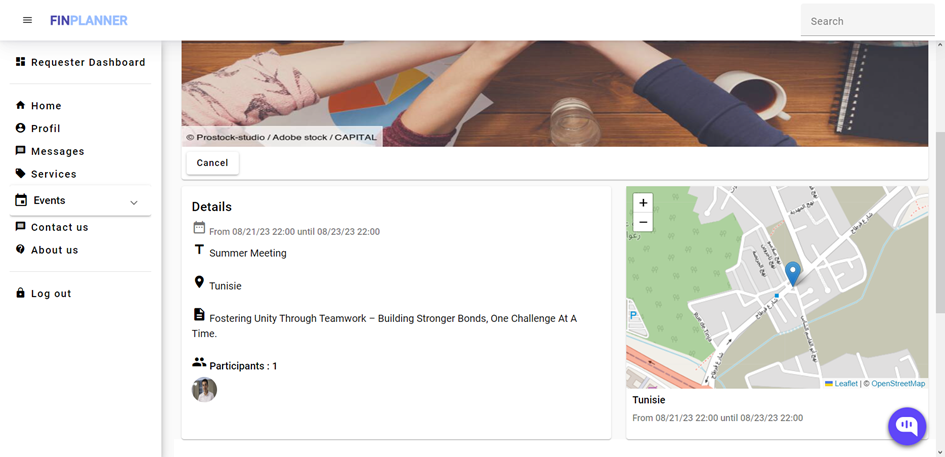 FINPLANNER
Search
Requester Dashboard
Home
Profil
Messages
Services
Events
Contact us
About us
Log out
© Prostock-studio / Adobe stock / CAPITAL
Cancel
Details
From 08/21/23 22:00 until 08/23/23 22:00
Summer Meeting
Tunisie
Fostering Unity Through Teamwork – Building Stronger Bonds, One Challenge At A
Time.
Participants : 1
+
−
P
Rue de Tinja
Leaflet | © OpenStreetMap
Tunisie
From 08/21/23 22:00 until 08/23/23 22:00